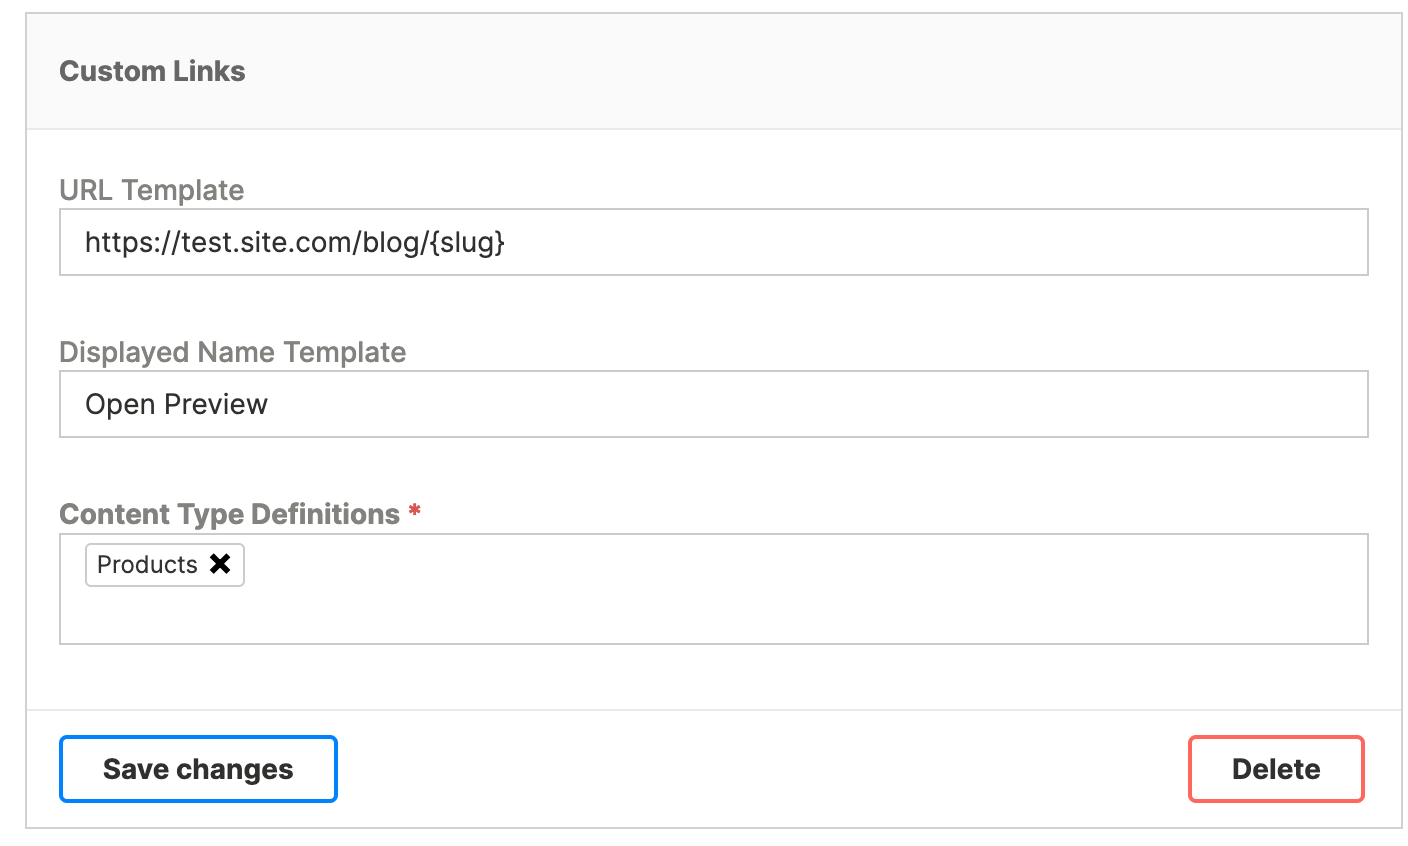 Custom Links
URL Template
https://test.site.com/blog/{slug}
Displayed Name Template
Open Preview
Content Type Definitions *
Products ✖
Save changes
Delete